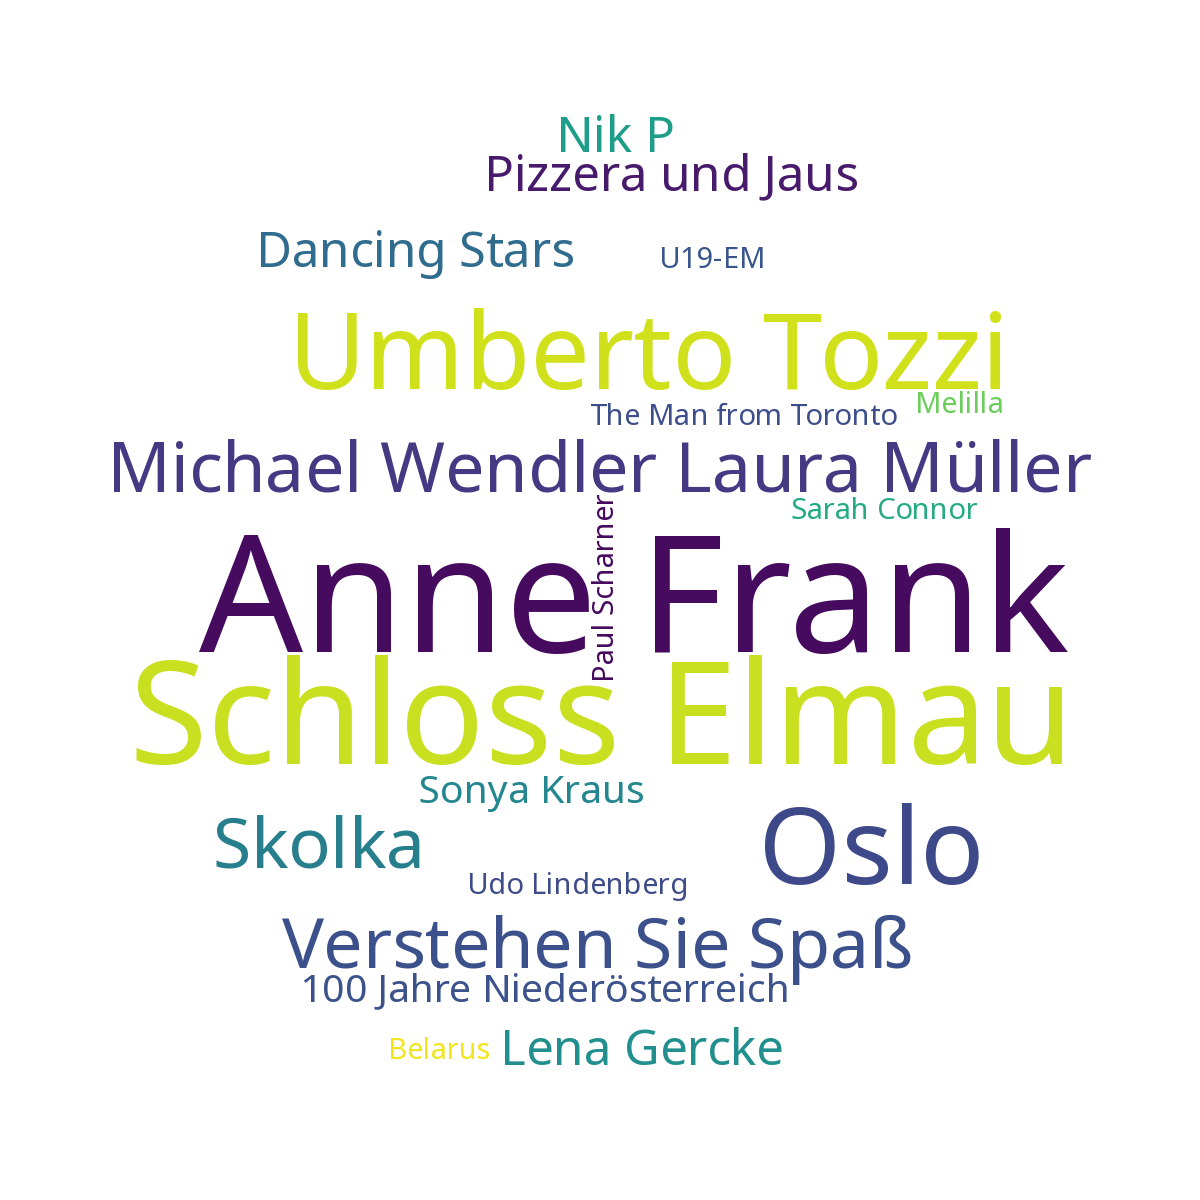 Nik P
Pizzera und Jaus
Dancing Stars
U19-EM
Umberto Tozzi
The Man from Toronto
Melilla
Michael Wendler Laura Müller
Sarah Connor
Paul Scharner
Anne Frank
Schloss Elmau
Sonya Kraus
Skolka
Oslo
Udo Lindenberg
Verstehen Sie Spaß
100 Jahre Niederösterreich
Belarus
Lena Gercke